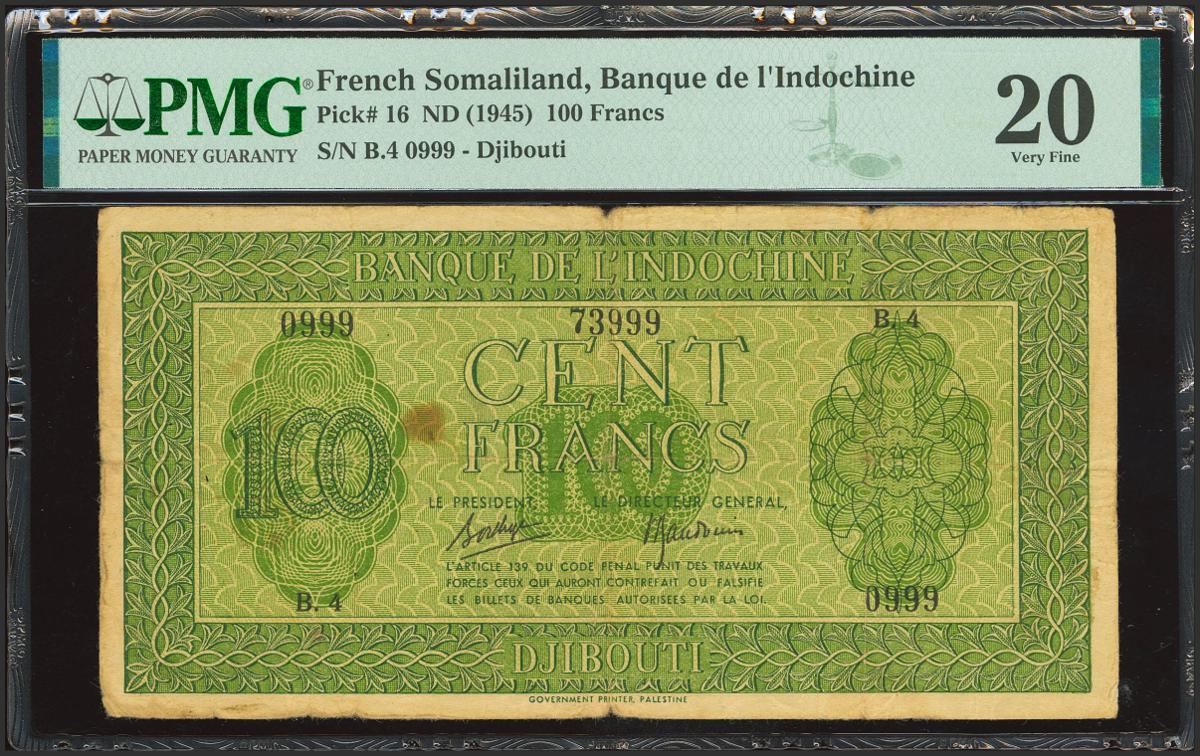 PMG®
PAPER MONEY GUARANTY
French Somaliland, Banque de l'Indochine
Pick# 16 ND (1945) 100 Francs
S/N B.4 0999 - Djibouti
20
Very Fine
BANQUE DE L'INDOCHINE
0999 73999 B. 4
CENT
FRANCS
100 100
LE PRESIDENT, LE DIRECTEUR GENERAL,
L'ARTICLE 139 DU CODE PENAL PUNIT DES TRAVAUX
FORCES CEUX QUI AURONT CONTREFAIT OU FALSIFIE
LES BILLETS DE BANQUES AUTORISEES PAR LA LOI.
B. 4 0999
DJIBOUTI
GOVERNMENT PRINTER, PALESTINE